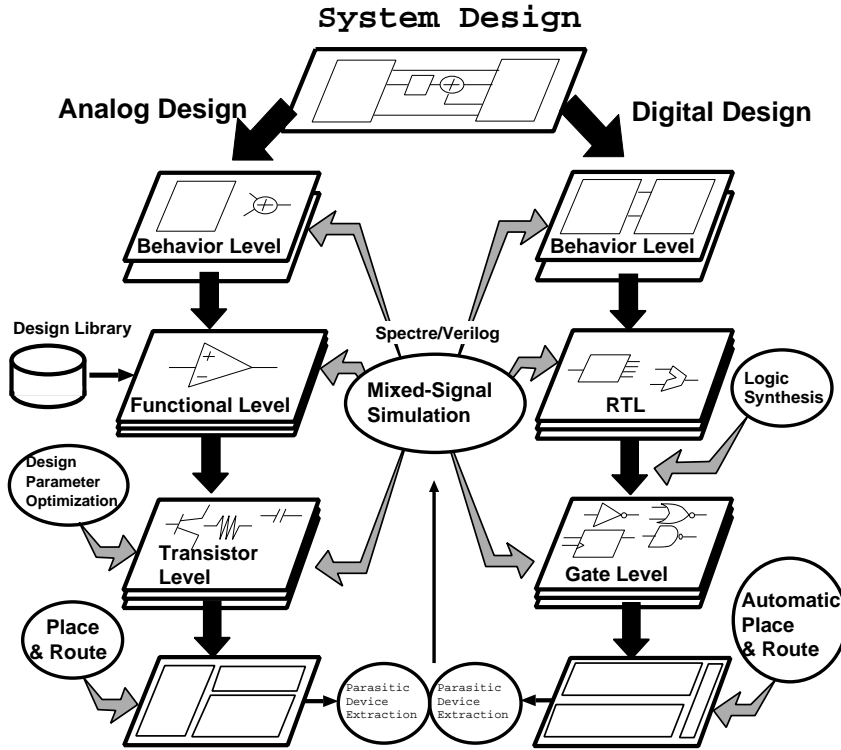 System Design
Analog Design
Digital Design
Behavior Level
Behavior Level
Spectre/Verilog
Design Library
+
−
Functional Level
Mixed-Signal
Simulation
RTL
Logic
Synthesis
Design
Parameter
Optimization
Transistor
Level
Gate Level
Place
& Route
Automatic
Place
& Route
Parasitic
Device
Extraction
Parasitic
Device
Extraction